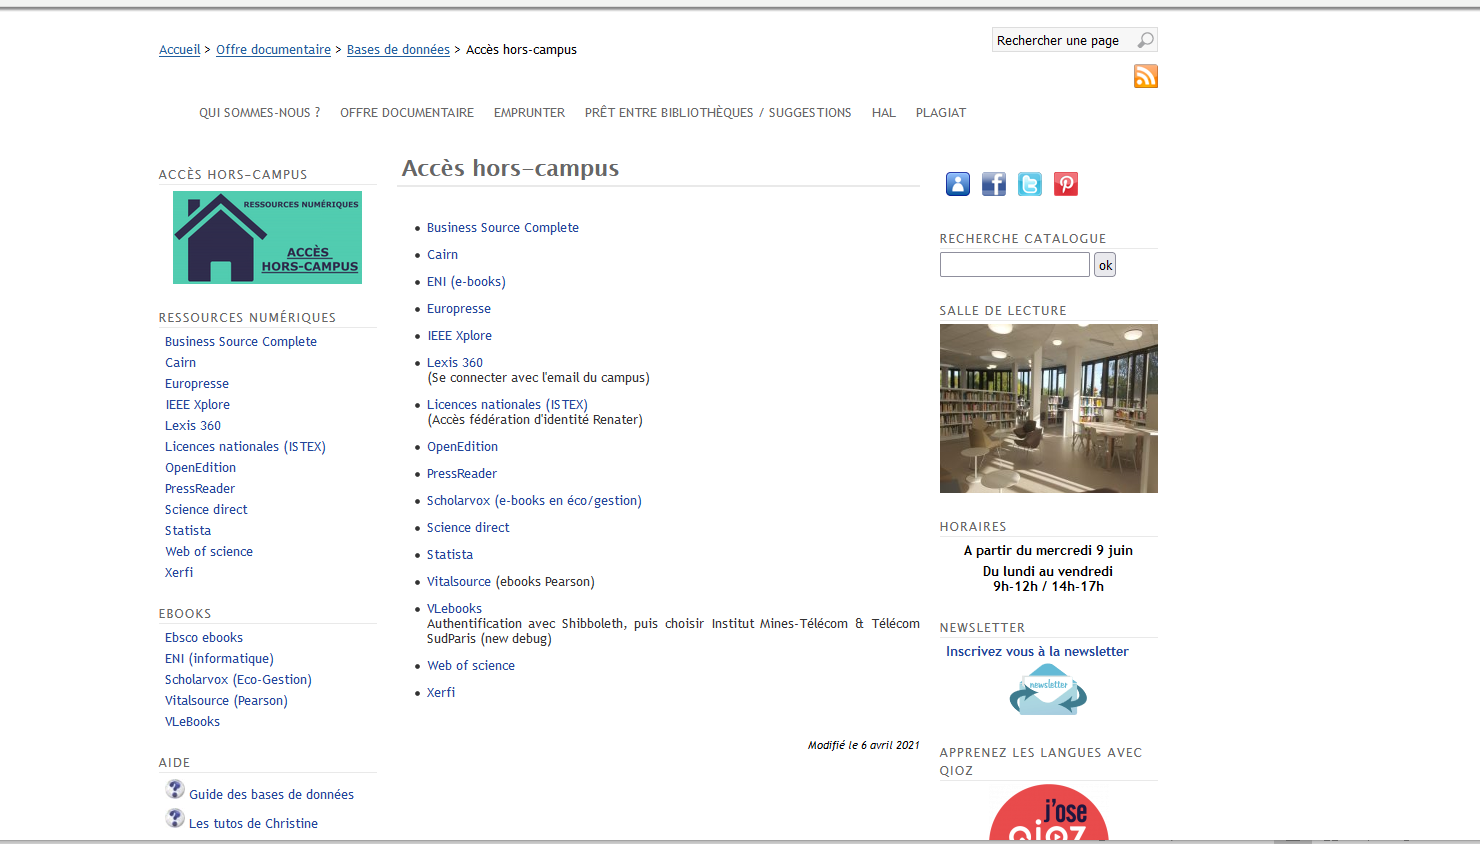 Accueil > Offre documentaire > Bases de données > Accès hors-campus
Rechercher une page
QUI SOMMES-NOUS ? OFFRE DOCUMENTAIRE EMPRUNTER PRÊT ENTRE BIBLIOTHÈQUES / SUGGESTIONS HAL PLAGIAT
ACCÈS HORS-CAMPUS
RESSOURCES NUMÉRIQUES
ACCÈS
HORS-CAMPUS
RESSOURCES NUMÉRIQUES
Business Source Complete
Cairn
Europresse
IEEE Xplore
Lexis 360
Licences nationales (ISTEX)
OpenEdition
PressReader
Science direct
Statista
Web of science
Xerfi
EBOOKS
Ebsco ebooks
ENI (informatique)
Scholarvox (Eco-Gestion)
Vitalsource (Pearson)
VLeBooks
AIDE
Guide des bases de données
Les tutos de Christine
Accès hors-campus
Business Source Complete
Cairn
ENI (e-books)
Europresse
IEEE Xplore
Lexis 360
(Se connecter avec l'email du campus)
Licences nationales (ISTEX)
(Accès fédération d'identité Renater)
OpenEdition
PressReader
Scholarvox (e-books en éco/gestion)
Science direct
Statista
Vitalsource (ebooks Pearson)
VLebooks
Authentification avec Shibboleth, puis choisir Institut Mines-Télécom & Télécom
SudParis (new debug)
Web of science
Xerfi
Modifié le 6 avril 2021
RECHERCHE CATALOGUE
ok
SALLE DE LECTURE
HORAIRES
A partir du mercredi 9 juin
Du lundi au vendredi
9h-12h / 14h-17h
NEWSLETTER
Inscrivez vous à la newsletter
newsletter
APPRENEZ LES LANGUES AVEC
QIOZ
j'ose
qioz